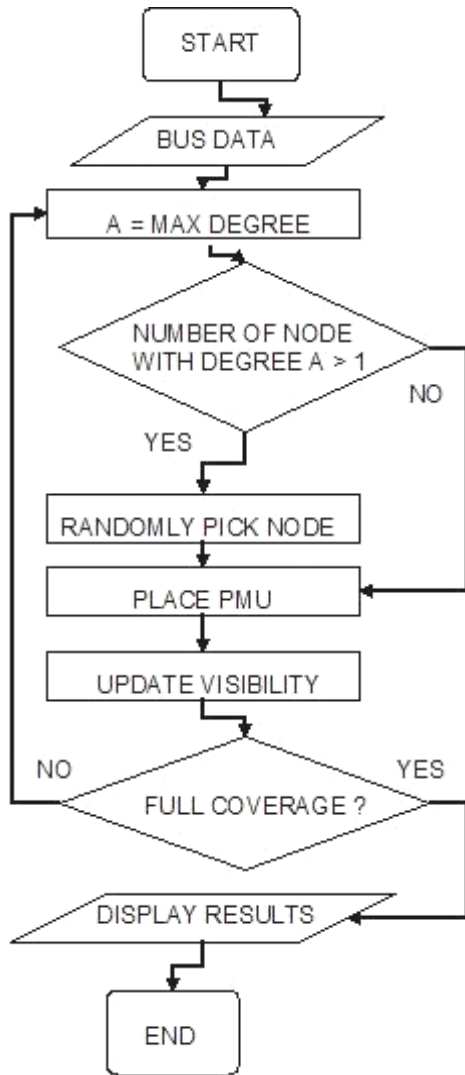 START
BUS DATA
A = MAX DEGREE
NUMBER OF NODE
WITH DEGREE A > 1
NO
YES
RANDOMLY PICK NODE
PLACE PMU
UPDATE VISIBILITY
NO
YES
FULL COVERAGE ?
DISPLAY RESULTS
END